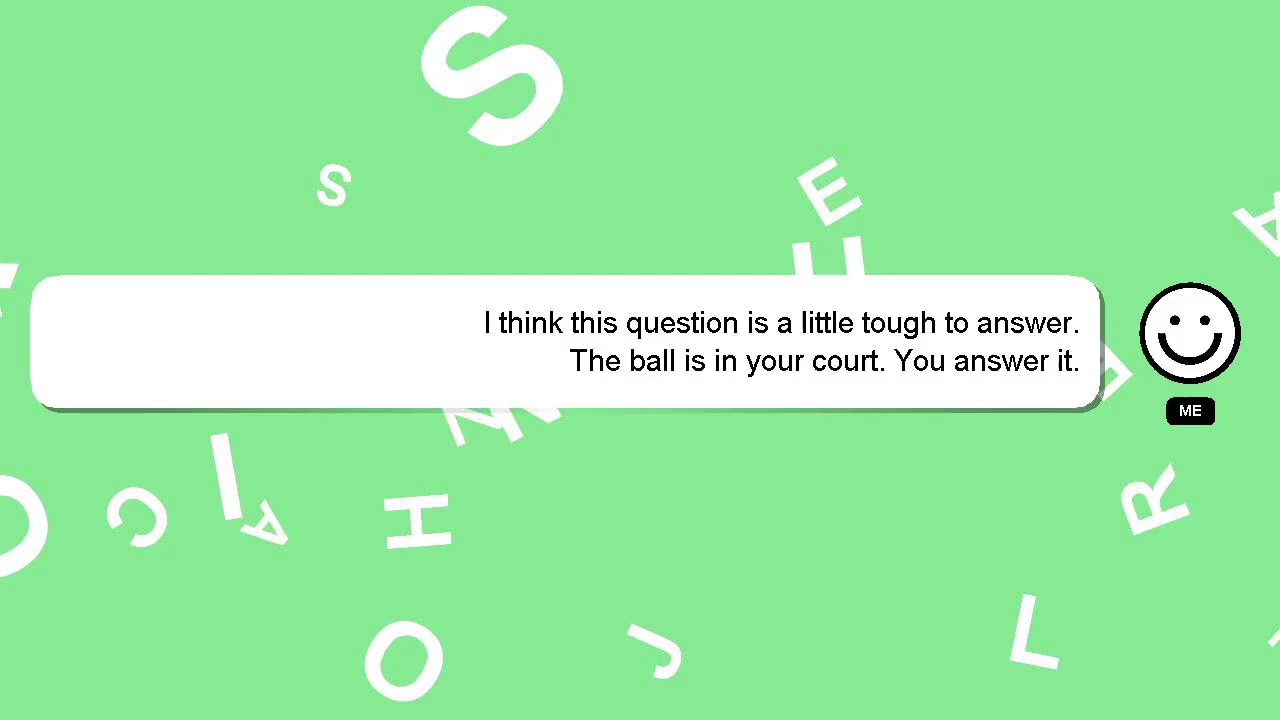 S
S
E
I think this question is a little tough to answer.
The ball is in your court. You answer it.
ME
N
I
C
A
H
R
O
J
L